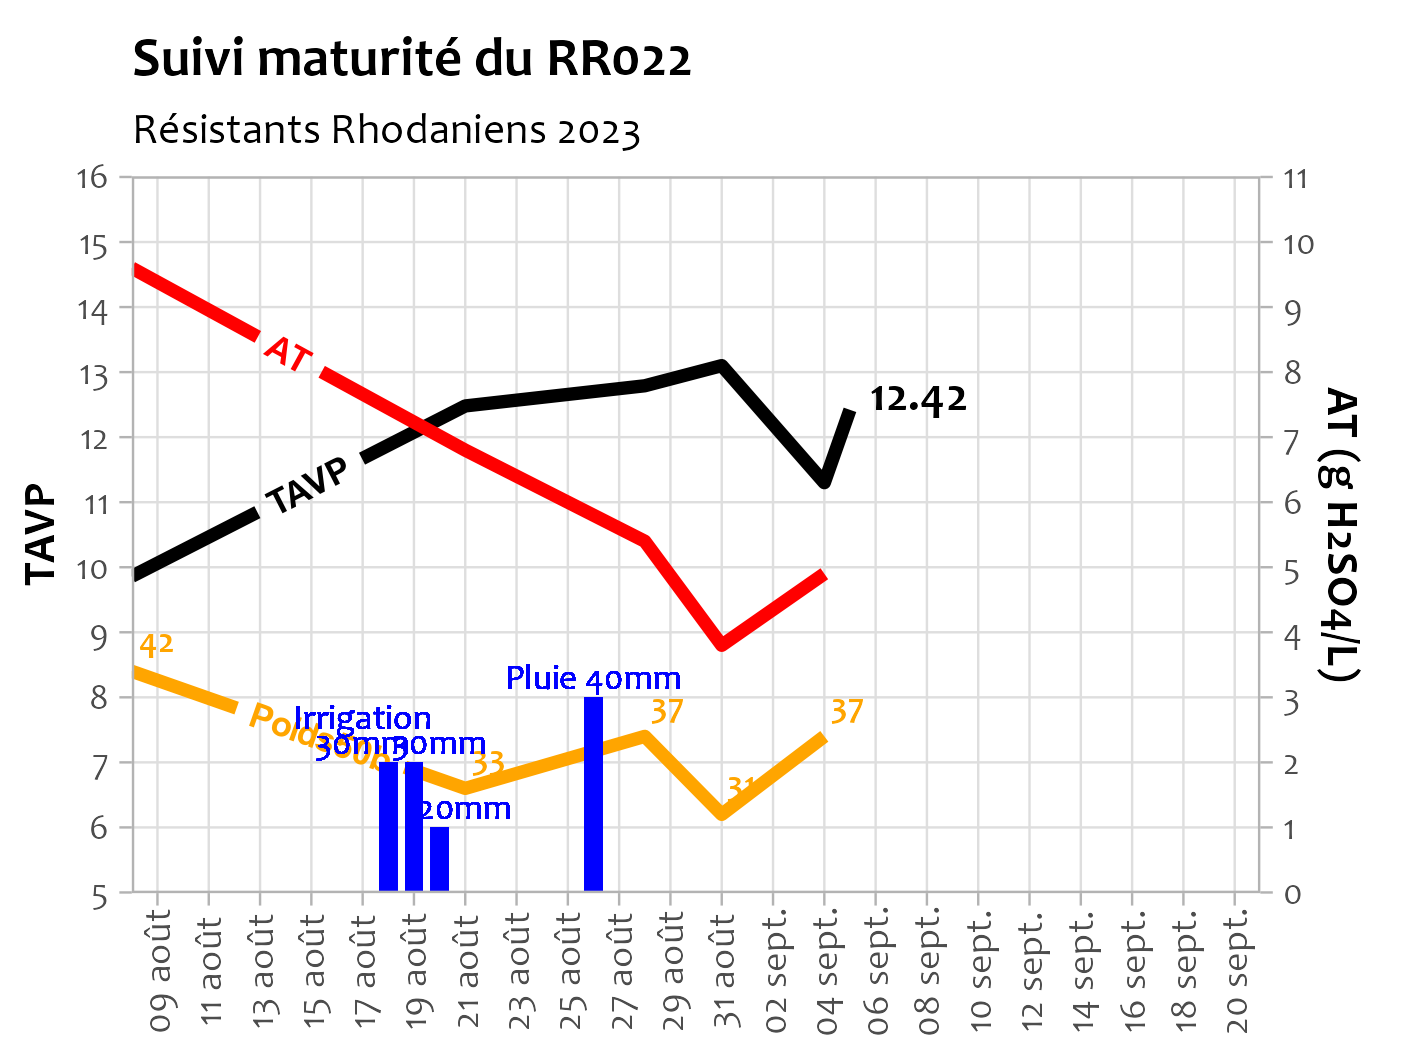 Suivi maturité du RR022
Résistants Rhodaniens 2023
16
15
14
13
12
11
10
9
8
7
6
5
TAVP
11
10
9
8
7
6
5
4
3
2
1
0
AT (g H2SO4/L)
AT
TAVP
12.42
42
Irrigation
30mm
30mm
20mm
33
Pluie 40mm
37
31
37
09 août
11 août
13 août
15 août
17 août
19 août
21 août
23 août
25 août
27 août
29 août
31 août
02 sept.
04 sept.
06 sept.
08 sept.
10 sept.
12 sept.
14 sept.
16 sept.
18 sept.
20 sept.